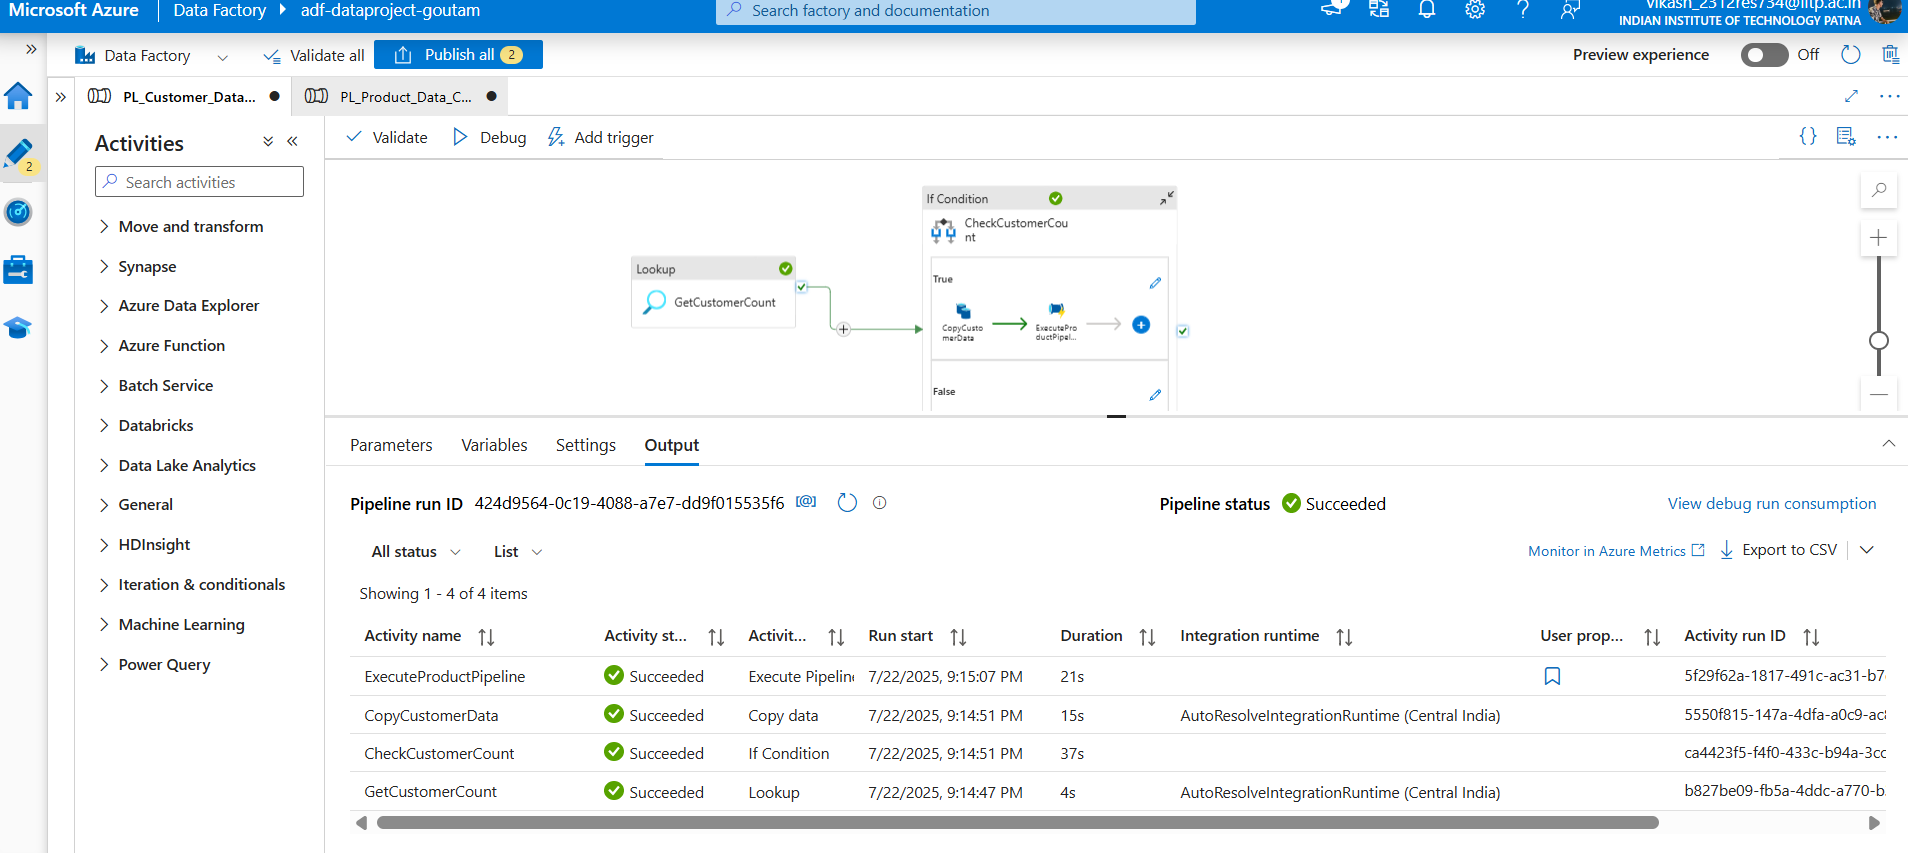 Microsoft Azure
Data Factory
adf-dataproject-goutam
Search factory and documentation
1
vikash_2312res734@iitp.ac.in
INDIAN INSTITUTE OF TECHNOLOGY PATNA
Data Factory
Validate all
Publish all
2
Preview experience
Off
PL_Customer_Data...
PL_Product_Data_C...
2
Activities
Search activities
Move and transform
Synapse
Azure Data Explorer
Azure Function
Batch Service
Databricks
Data Lake Analytics
General
HDInsight
Iteration & conditionals
Machine Learning
Power Query
Validate
Debug
Add trigger
Lookup
GetCustomerCount
If Condition
CheckCustomerCou
nt
True
CopyCusto
merData
ExecutePro
ductPipel...
False
Parameters
Variables
Settings
Output
Pipeline run ID 424d9564-0c19-4088-a7e7-dd9f015535f6
Pipeline status Succeeded
View debug run consumption
All status
List
Monitor in Azure Metrics
Export to CSV
Showing 1 - 4 of 4 items
Activity name Activity st... Activit... Run start Duration Integration runtime User prop... Activity run ID
ExecuteProductPipeline Succeeded Execute Pipelin 7/22/2025, 9:15:07 PM 21s 5f29f62a-1817-491c-ac31-b7
CopyCustomerData Succeeded Copy data 7/22/2025, 9:14:51 PM 15s AutoResolveIntegrationRuntime (Central India) 5550f815-147a-4dfa-a0c9-ac
CheckCustomerCount Succeeded If Condition 7/22/2025, 9:14:51 PM 37s ca4423f5-f4f0-433c-b94a-3cc
GetCustomerCount Succeeded Lookup 7/22/2025, 9:14:47 PM 4s AutoResolveIntegrationRuntime (Central India) b827be09-fb5a-4ddc-a770-b